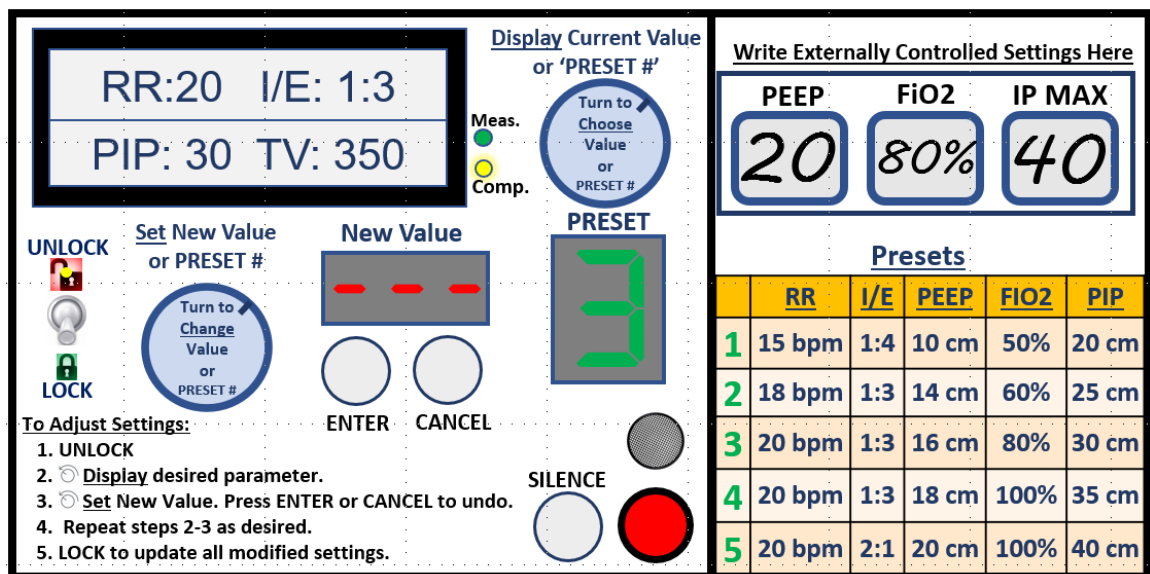 RR:20 I/E: 1:3
PIP: 30 TV: 350
Meas.
Comp.
Display Current Value
or ‘PRESET #’
Turn to
Choose
Value
or
PRESET #
UNLOCK
LOCK
Set New Value
or PRESET #
Turn to
Change
Value
or
PRESET #
New Value
- - -
ENTER CANCEL
PRESET
3
To Adjust Settings:
1. UNLOCK
2. Display desired parameter.
3. Set New Value. Press ENTER or CANCEL to undo.
4. Repeat steps 2-3 as desired.
5. LOCK to update all modified settings.
SILENCE
Write Externally Controlled Settings Here
PEEP FiO2 IP MAX
20 80% 40
Presets
RR I/E PEEP FIO2 PIP
1 15 bpm 1:4 10 cm 50% 20 cm
2 18 bpm 1:3 14 cm 60% 25 cm
3 20 bpm 1:3 16 cm 80% 30 cm
4 20 bpm 1:3 18 cm 100% 35 cm
5 20 bpm 2:1 20 cm 100% 40 cm